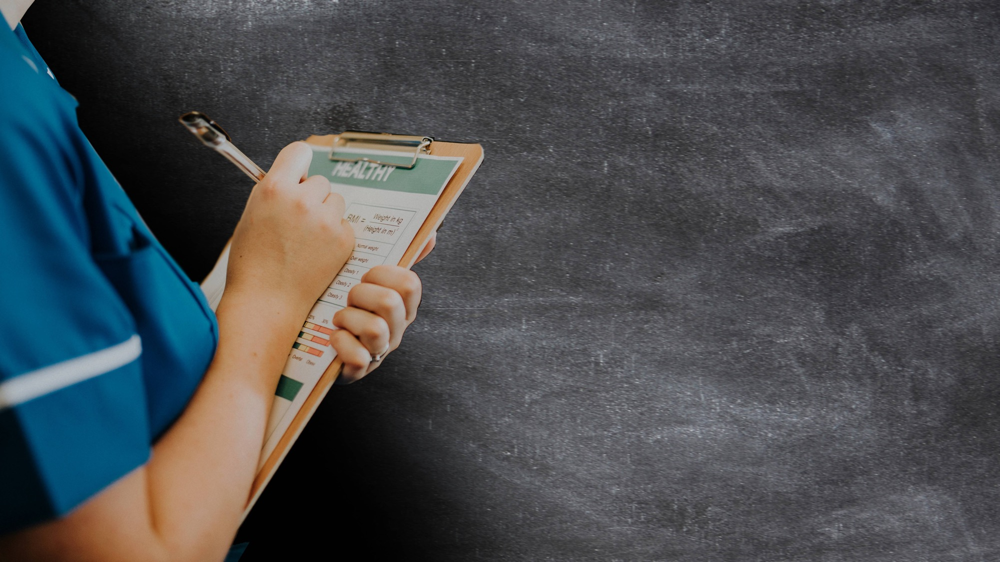 HEALTHY
BMI = Weight in kg
(Height in m)²
Normal weight
Over weight
Obesity 1
Obesity 2
Obesity 3
20% 30%
Overfat Obese